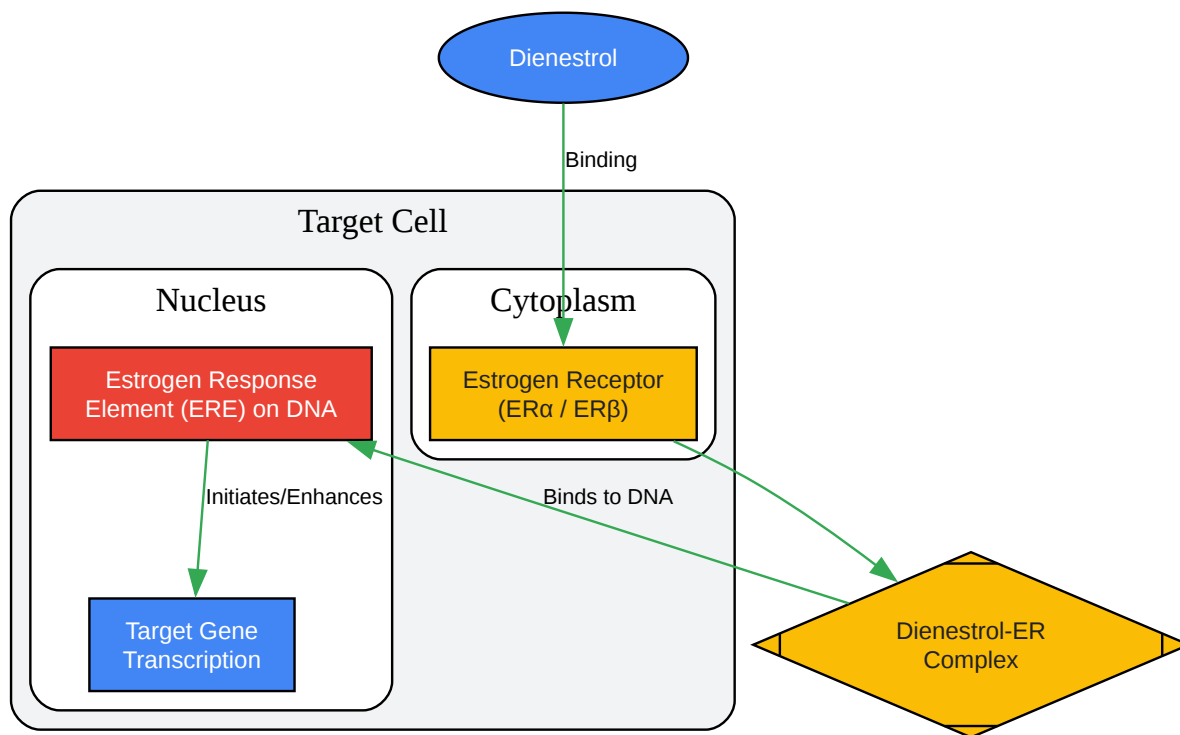 Dienestrol
Binding
Target Cell
Nucleus
Cytoplasm
Estrogen Response
Element (ERE) on DNA
Estrogen Receptor
(ERα / ERβ)
Initiates/Enhances
Binds to DNA
Target Gene
Transcription
Dienestrol-ER
Complex